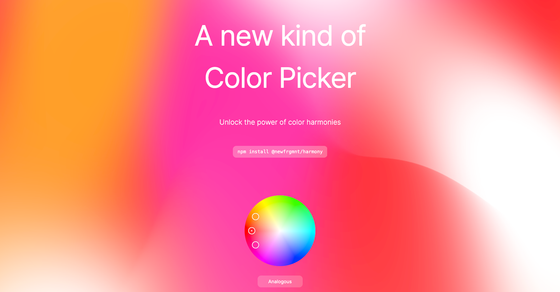 A new kind of
Color Picker
Unlock the power of color harmonies
npm install @newfrgmnt/harmony
Analogous